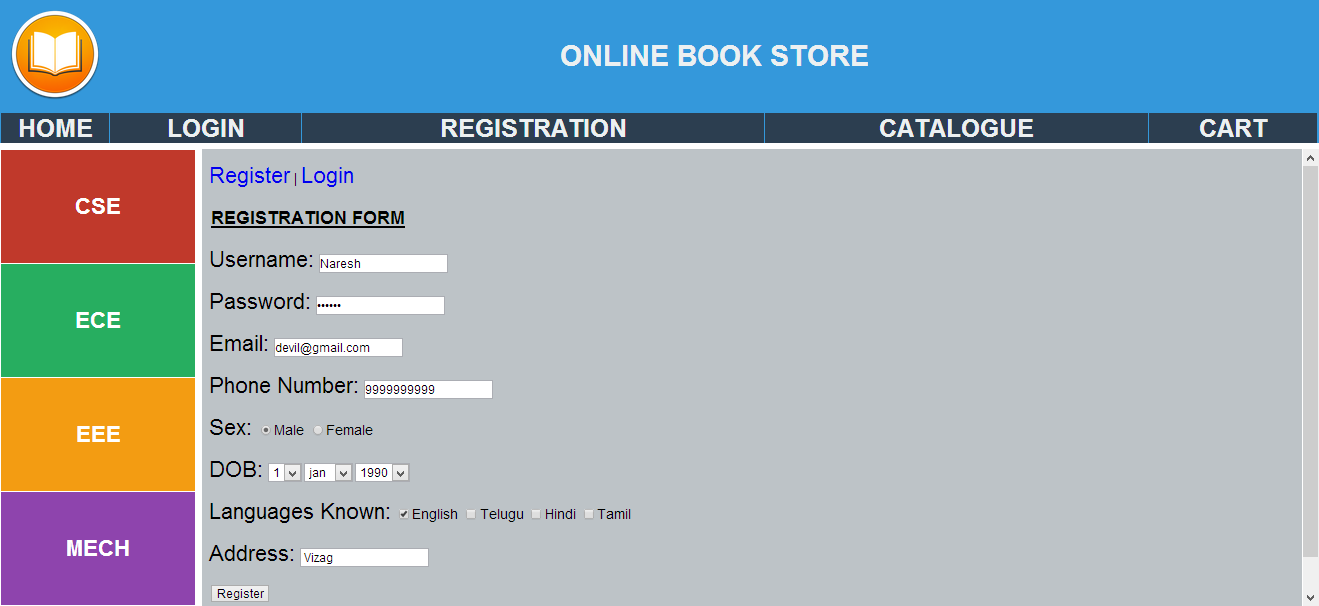 ONLINE BOOK STORE
HOME LOGIN REGISTRATION CATALOGUE CART
CSE
ECE
EEE
MECH
Register | Login
REGISTRATION FORM
Username: Naresh
Password: ••••••
Email: devil@gmail.com
Phone Number: 9999999999
Sex: Male Female
DOB: 1 jan 1990
Languages Known: English Telugu Hindi Tamil
Address: Vizag
Register